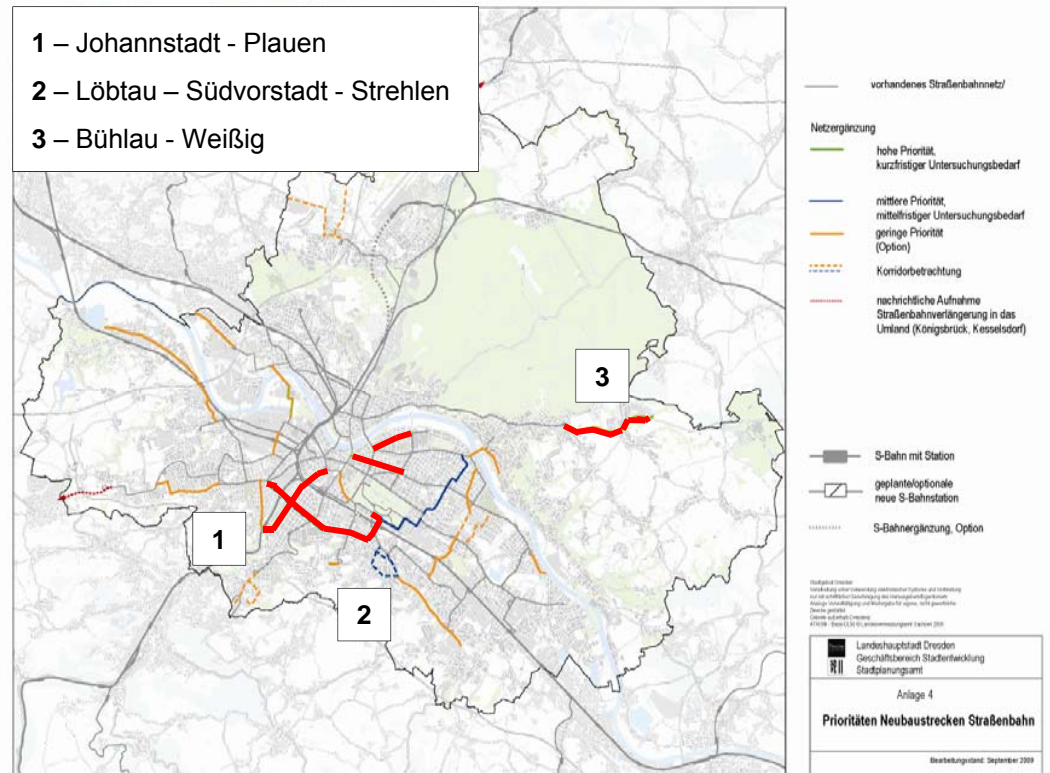 1 – Johannstadt - Plauen
2 – Löbtau – Südvorstadt - Strehlen
3 – Bühlau - Weißig
3
1
2
vorhandenes Straßenbahnnetz/
Netzergänzung
hohe Priorität,
kurzfristiger Untersuchungsbedarf
mittlere Priorität,
mittelfristiger Untersuchungsbedarf
geringe Priorität
(Option)
Korridorbetrachtung
nachrichtliche Aufnahme
Straßenbahnverlängerung in das
Umland (Königsbrück, Kesselsdorf)
S-Bahn mit Station
geplante/optionale
neue S-Bahnstation
S-Bahnergänzung, Option
Landeshauptstadt Dresden
Geschäftsbereich Stadtentwicklung
Stadtplanungsamt
Anlage 4
Prioritäten Neubaustrecken Straßenbahn
Bearbeitungsstand: September 2009